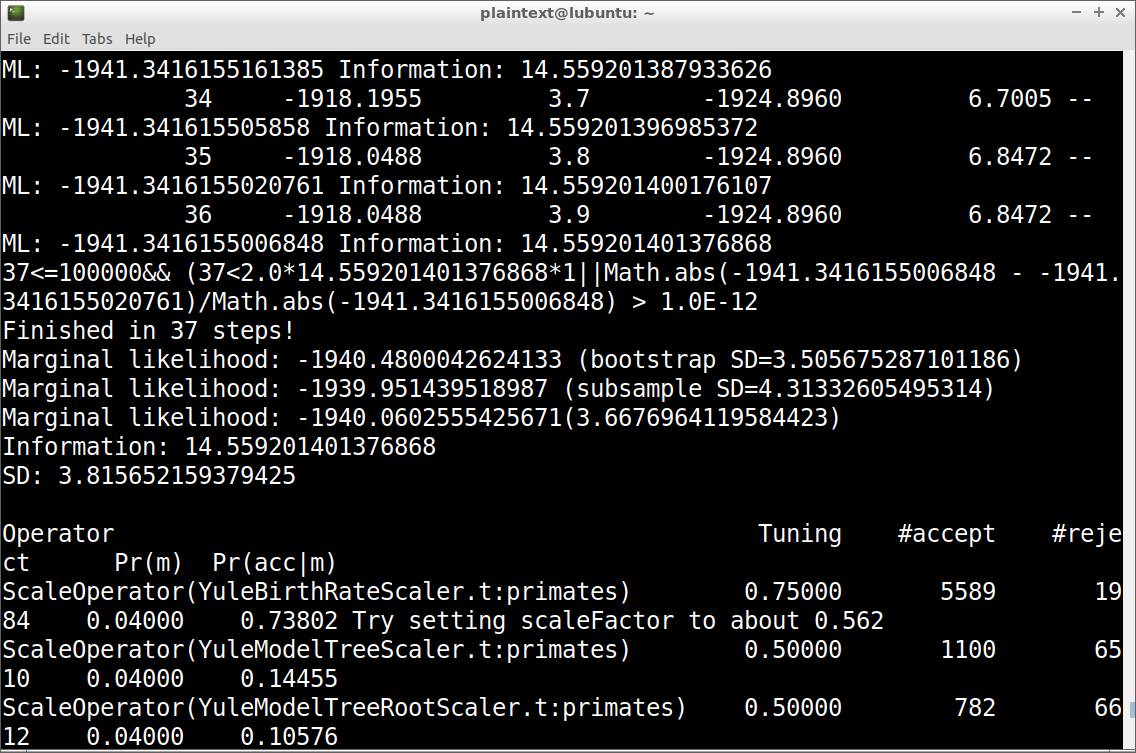 plaintext@lubuntu: ~
File Edit Tabs Help
ML: -1941.3416155161385 Information: 14.559201387933626
34 -1918.1955 3.7 -1924.8960 6.7005 --
ML: -1941.341615505858 Information: 14.559201396985372
35 -1918.0488 3.8 -1924.8960 6.8472 --
ML: -1941.3416155020761 Information: 14.559201400176107
36 -1918.0488 3.9 -1924.8960 6.8472 --
ML: -1941.3416155006848 Information: 14.559201401376868
37<=100000&& (37<2.0*14.559201401376868*1||Math.abs(-1941.3416155006848 - -1941.
3416155020761)/Math.abs(-1941.3416155006848) > 1.0E-12
Finished in 37 steps!
Marginal likelihood: -1940.4800042624133 (bootstrap SD=3.505675287101186)
Marginal likelihood: -1939.951439518987 (subsample SD=4.31332605495314)
Marginal likelihood: -1940.0602555425671(3.6676964119584423)
Information: 14.559201401376868
SD: 3.815652159379425
Operator Tuning #accept #reje
ct Pr(m) Pr(acc|m)
ScaleOperator(YuleBirthRateScaler.t:primates) 0.75000 5589 19
84 0.04000 0.73802 Try setting scaleFactor to about 0.562
ScaleOperator(YuleModelTreeScaler.t:primates) 0.50000 1100 65
10 0.04000 0.14455
ScaleOperator(YuleModelTreeRootScaler.t:primates) 0.50000 782 66
12 0.04000 0.10576